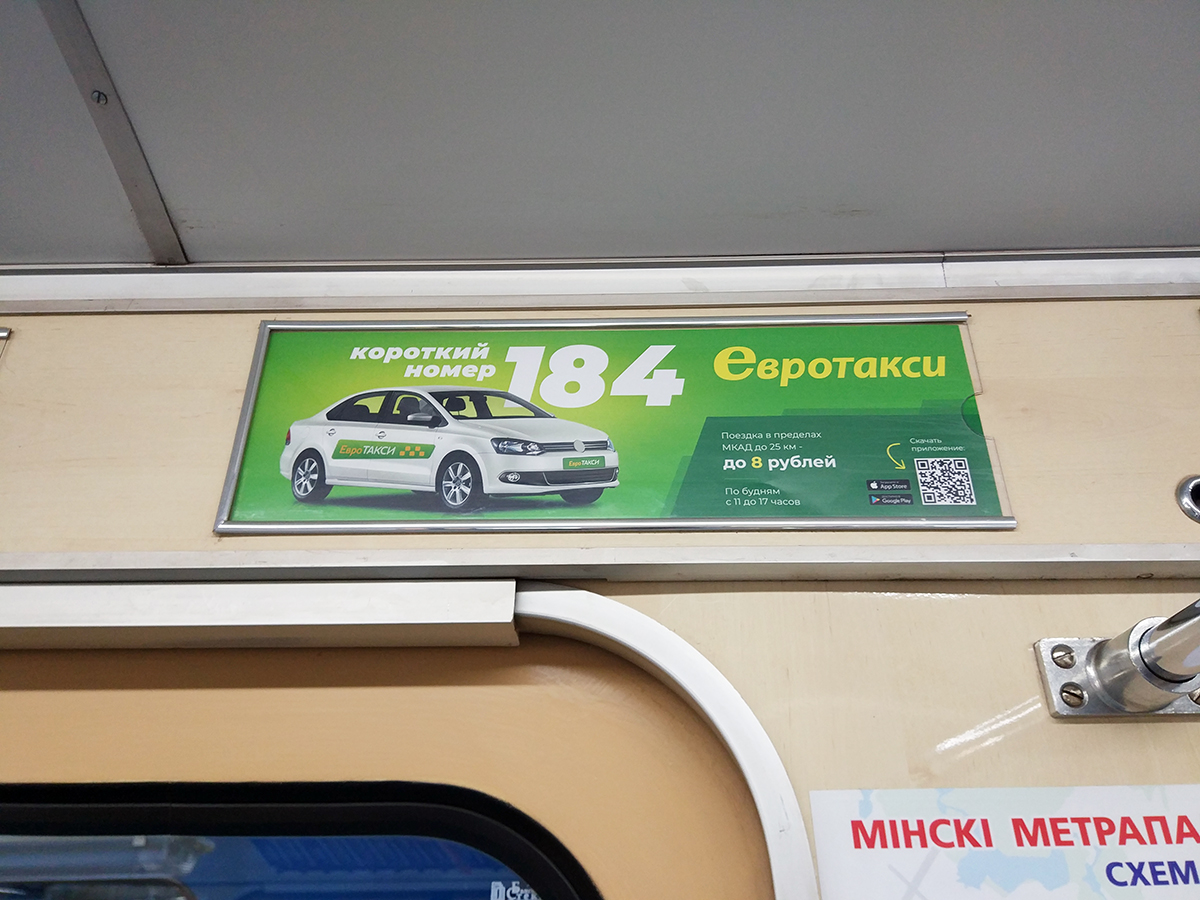 короткий
номер
184
евротакси
ЕвроТАКСИ
ЕвроТАКСИ
Поездка в пределах
МКАД до 25 км -
до 8 рублей
По будням
с 11 до 17 часов
Скачать
приложение:
App Store
Google Play
МІНСКІ МЕТРАПА
СХЕМ